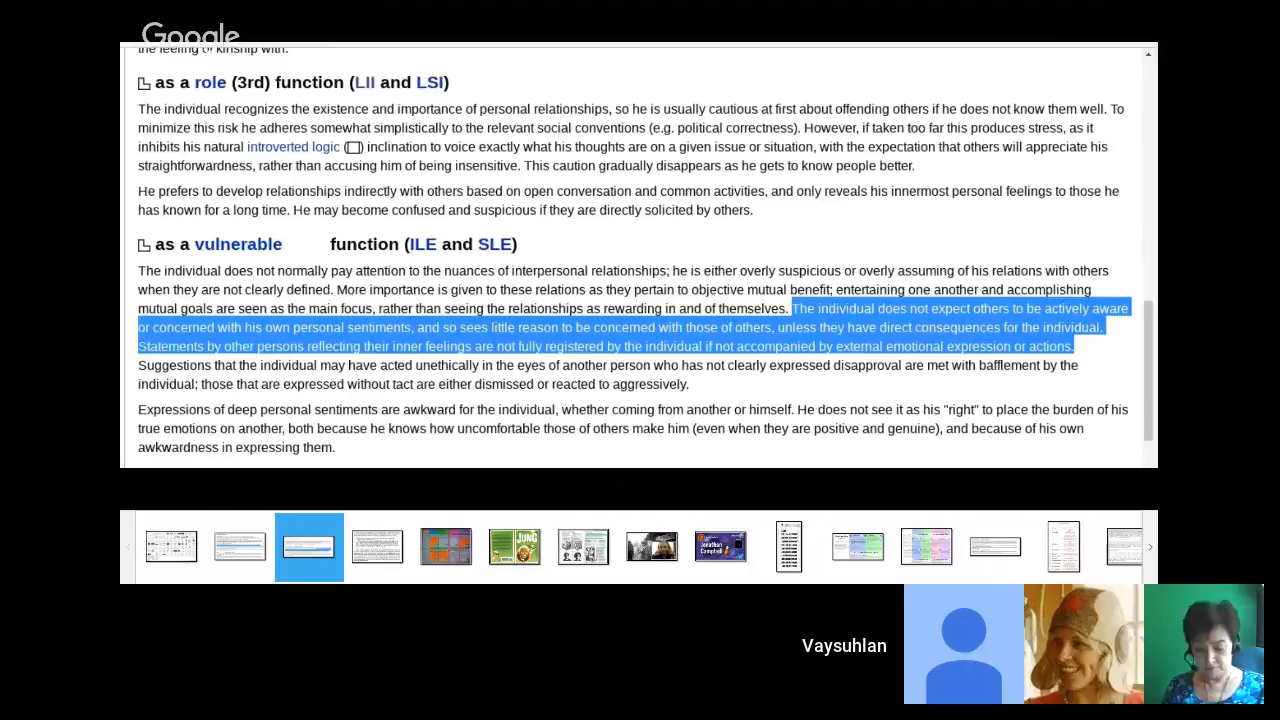 Google
the feeling of kinship with.
as a role (3rd) function (LII and LSI)
The individual recognizes the existence and importance of personal relationships, so he is usually cautious at first about offending others if he does not know them well. To
minimize this risk he adheres somewhat simplistically to the relevant social conventions (e.g. political correctness). However, if taken too far this produces stress, as it
inhibits his natural introverted logic () inclination to voice exactly what his thoughts are on a given issue or situation, with the expectation that others will appreciate his
straightforwardness, rather than accusing him of being insensitive. This caution gradually disappears as he gets to know people better.
He prefers to develop relationships indirectly with others based on open conversation and common activities, and only reveals his innermost personal feelings to those he
has known for a long time. He may become confused and suspicious if they are directly solicited by others.
as a vulnerable function (ILE and SLE)
The individual does not normally pay attention to the nuances of interpersonal relationships; he is either overly suspicious or overly assuming of his relations with others
when they are not clearly defined. More importance is given to these relations as they pertain to objective mutual benefit; entertaining one another and accomplishing
mutual goals are seen as the main focus, rather than seeing the relationships as rewarding in and of themselves. The individual does not expect others to be actively aware
or concerned with his own personal sentiments, and so sees little reason to be concerned with those of others, unless they have direct consequences for the individual.
Statements by other persons reflecting their inner feelings are not fully registered by the individual if not accompanied by external emotional expression or actions.
Suggestions that the individual may have acted unethically in the eyes of another person who has not clearly expressed disapproval are met with bafflement by the
individual; those that are expressed without tact are either dismissed or reacted to aggressively.
Expressions of deep personal sentiments are awkward for the individual, whether coming from another or himself. He does not see it as his "right" to place the burden of his
true emotions on another, both because he knows how uncomfortable those of others make him (even when they are positive and genuine), and because of his own
awkwardness in expressing them.
JUNG
Jonathan
Campbell
Vaysuhlan